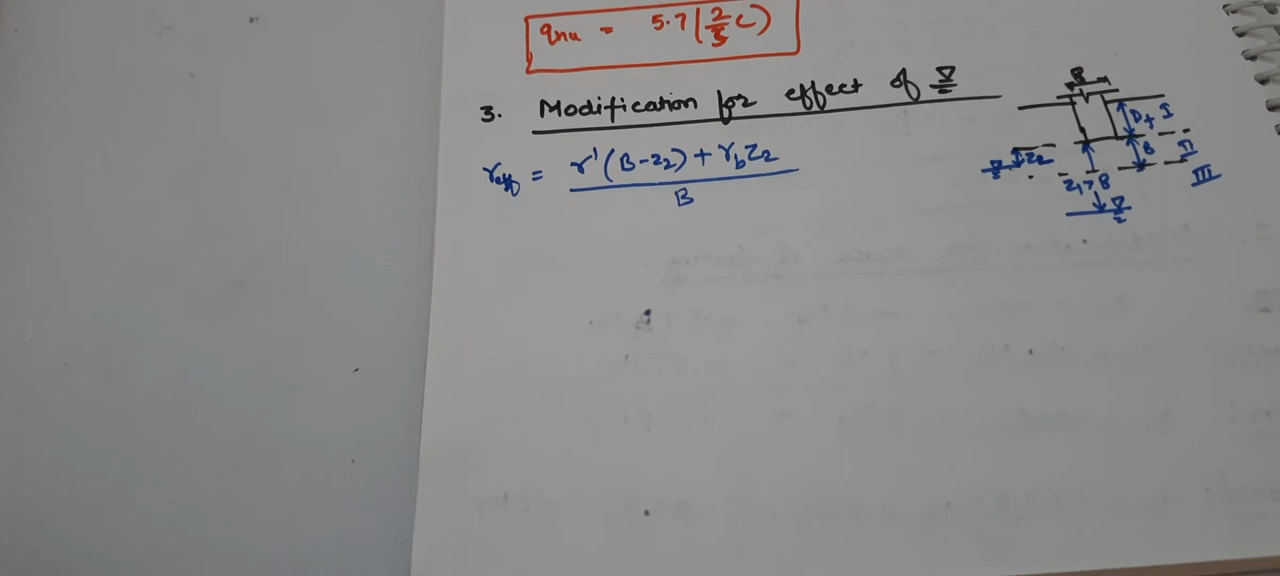 qnu = 5.7(2/3 C)
3. Modification for effect of ∇
γeff = γ'(B-z2) + γb z2 / B
B
Df I
z2 B II
z1 > B III
∇